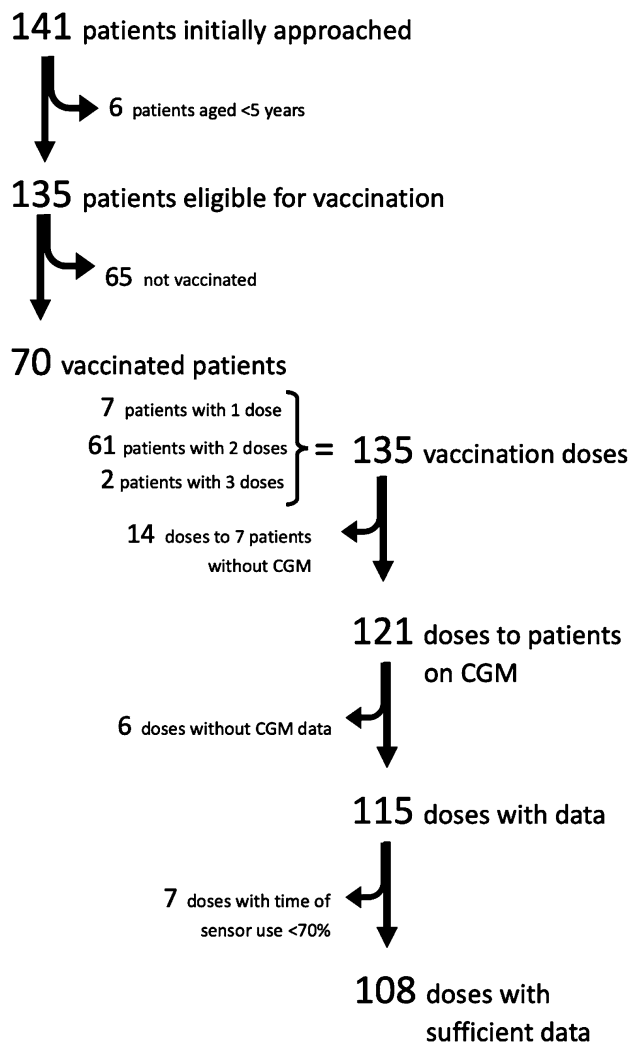 141 patients initially approached
6 patients aged <5 years
135 patients eligible for vaccination
65 not vaccinated
70 vaccinated patients
7 patients with 1 dose
61 patients with 2 doses
2 patients with 3 doses
= 135 vaccination doses
14 doses to 7 patients
without CGM
121 doses to patients
on CGM
6 doses without CGM data
115 doses with data
7 doses with time of
sensor use <70%
108 doses with
sufficient data